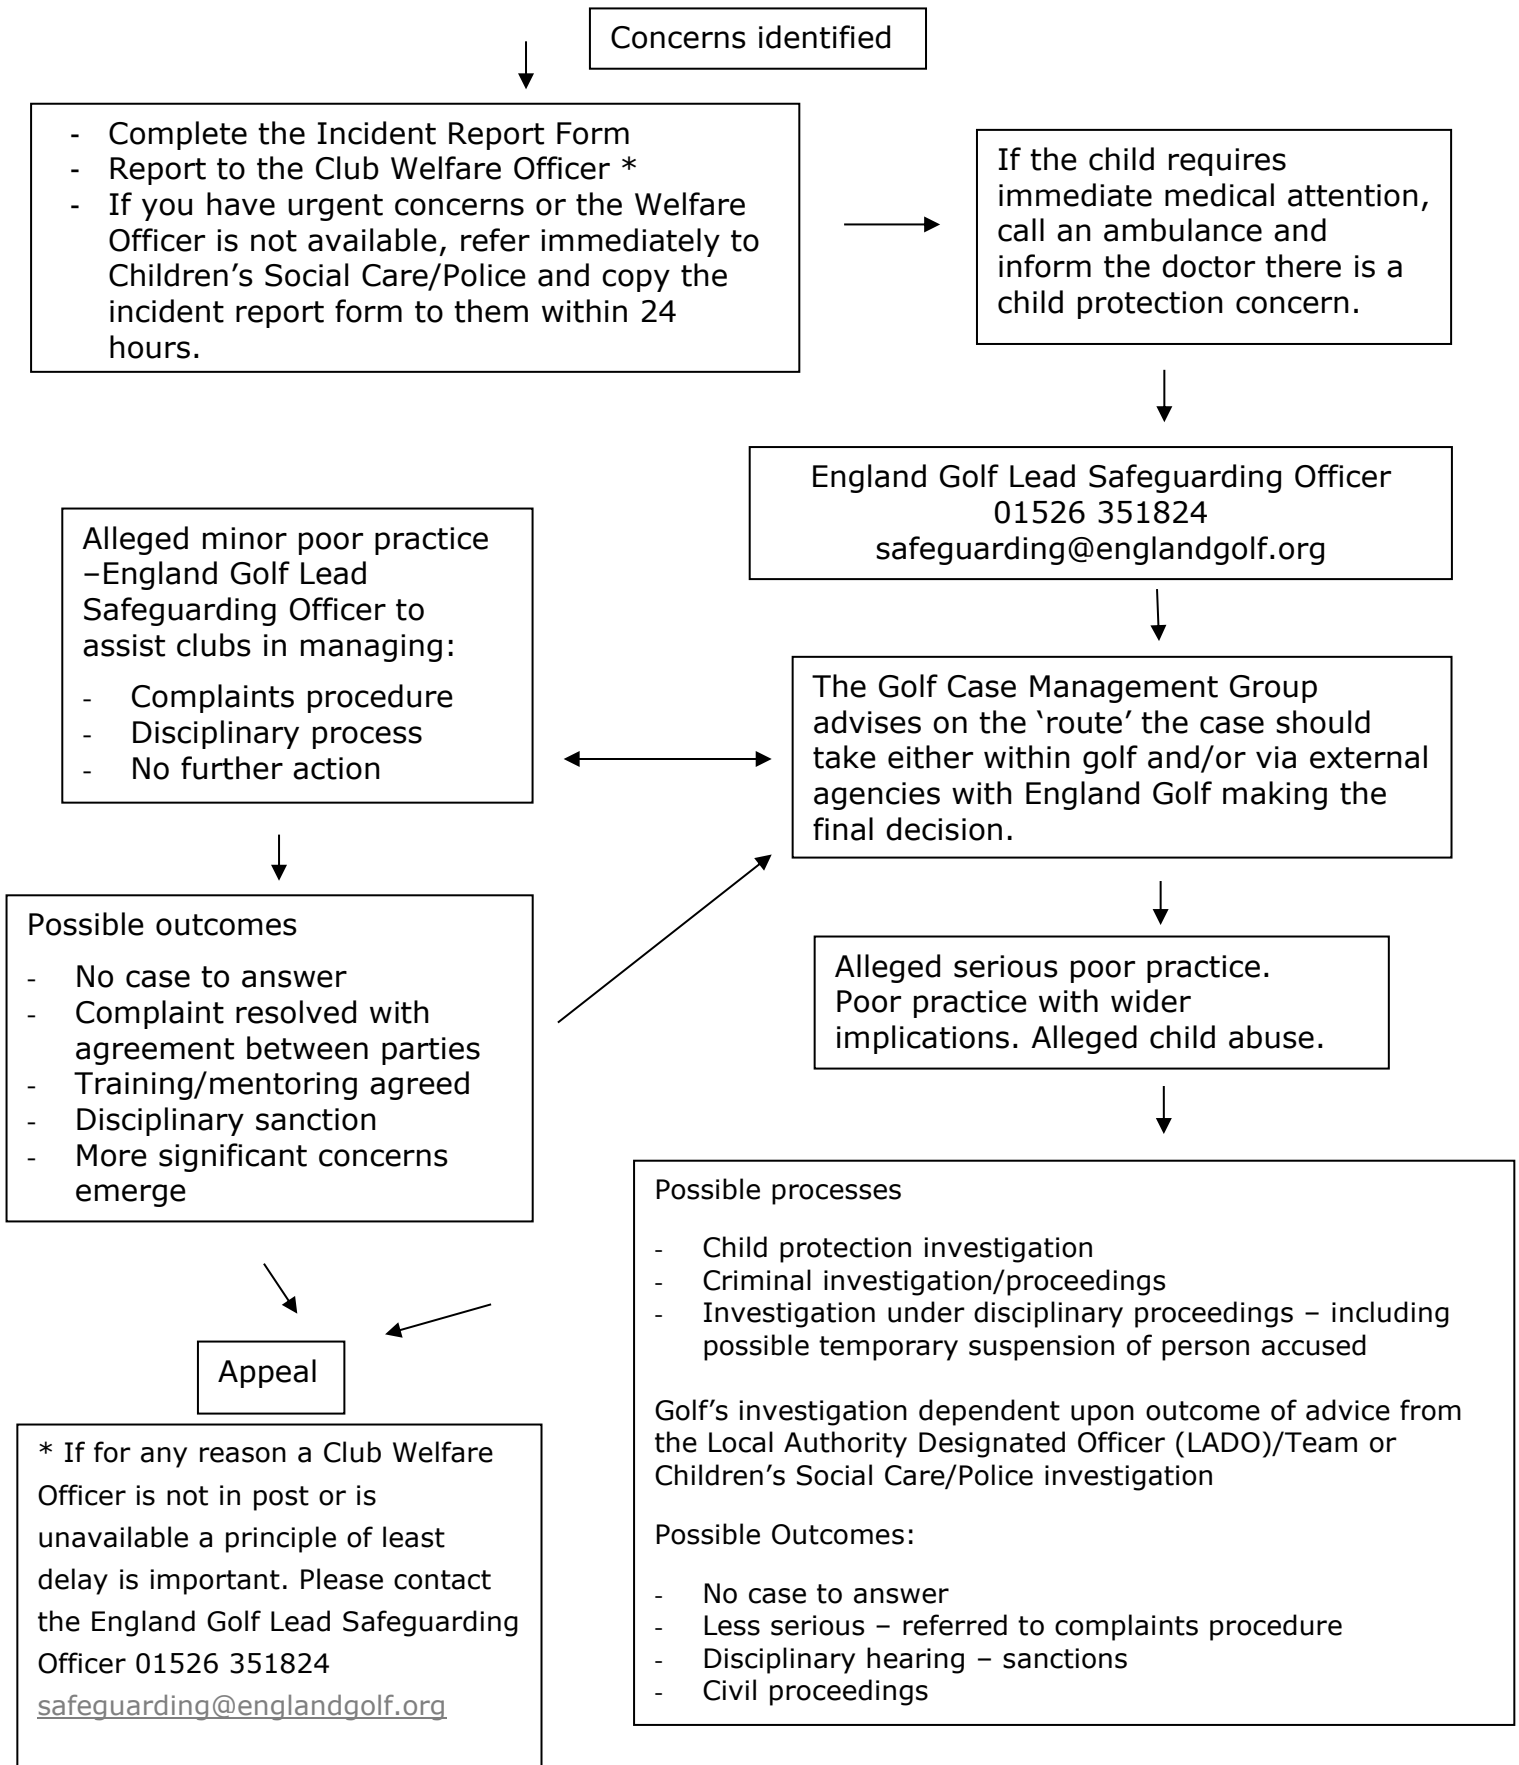 Concerns identified
- Complete the Incident Report Form
- Report to the Club Welfare Officer *
- If you have urgent concerns or the Welfare
Officer is not available, refer immediately to
Children’s Social Care/Police and copy the
incident report form to them within 24
hours.
If the child requires
immediate medical attention,
call an ambulance and
inform the doctor there is a
child protection concern.
England Golf Lead Safeguarding Officer
01526 351824
safeguarding@englandgolf.org
Alleged minor poor practice
–England Golf Lead
Safeguarding Officer to
assist clubs in managing:
- Complaints procedure
- Disciplinary process
- No further action
The Golf Case Management Group
advises on the ‘route’ the case should
take either within golf and/or via external
agencies with England Golf making the
final decision.
Possible outcomes
- No case to answer
- Complaint resolved with
agreement between parties
- Training/mentoring agreed
- Disciplinary sanction
- More significant concerns
emerge
Alleged serious poor practice.
Poor practice with wider
implications. Alleged child abuse.
Possible processes
- Child protection investigation
- Criminal investigation/proceedings
- Investigation under disciplinary proceedings – including
possible temporary suspension of person accused
Golf’s investigation dependent upon outcome of advice from
the Local Authority Designated Officer (LADO)/Team or
Children’s Social Care/Police investigation
Possible Outcomes:
- No case to answer
- Less serious – referred to complaints procedure
- Disciplinary hearing – sanctions
- Civil proceedings
Appeal
* If for any reason a Club Welfare
Officer is not in post or is
unavailable a principle of least
delay is important. Please contact
the England Golf Lead Safeguarding
Officer 01526 351824
safeguarding@englandgolf.org